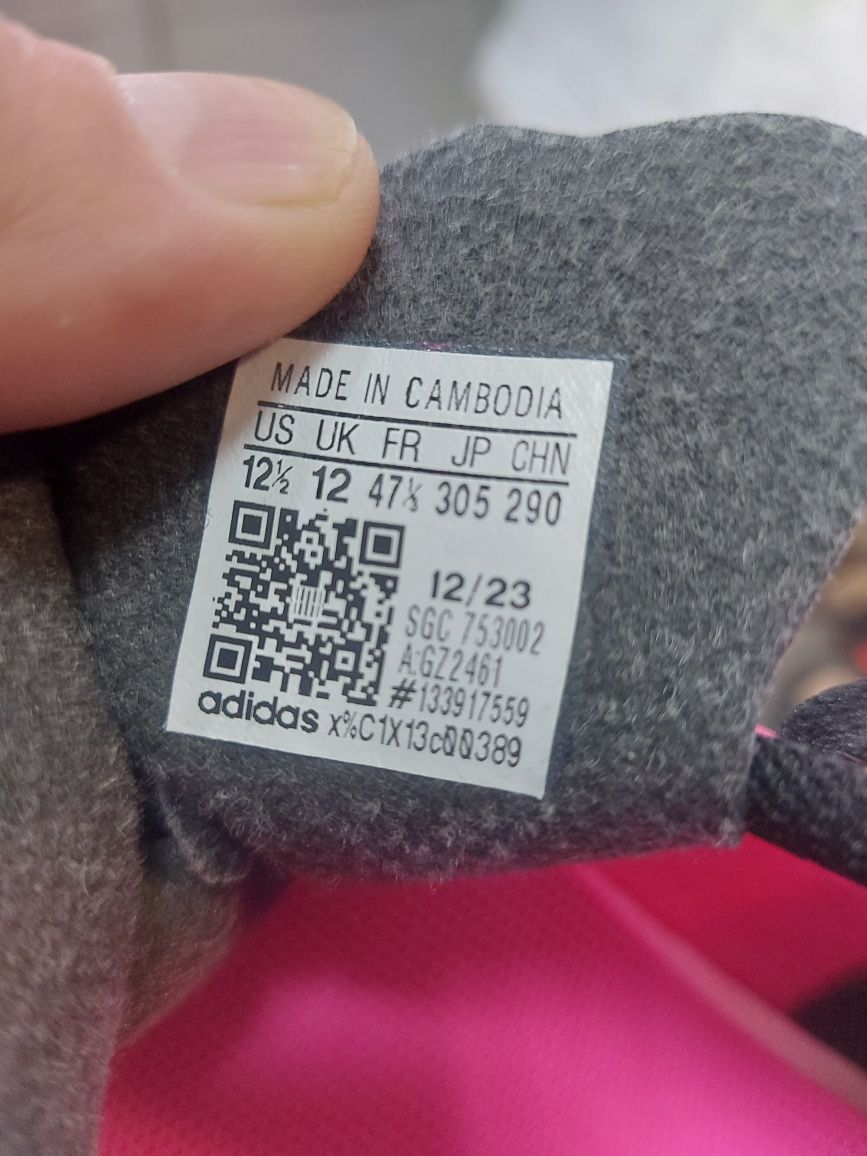 MADE IN CAMBODIA
US UK FR JP CHN
12½ 12 47⅓ 305 290
12/23
SGC 753002
A:GZ2461
#133917559
adidas x%C1X13cQQ389